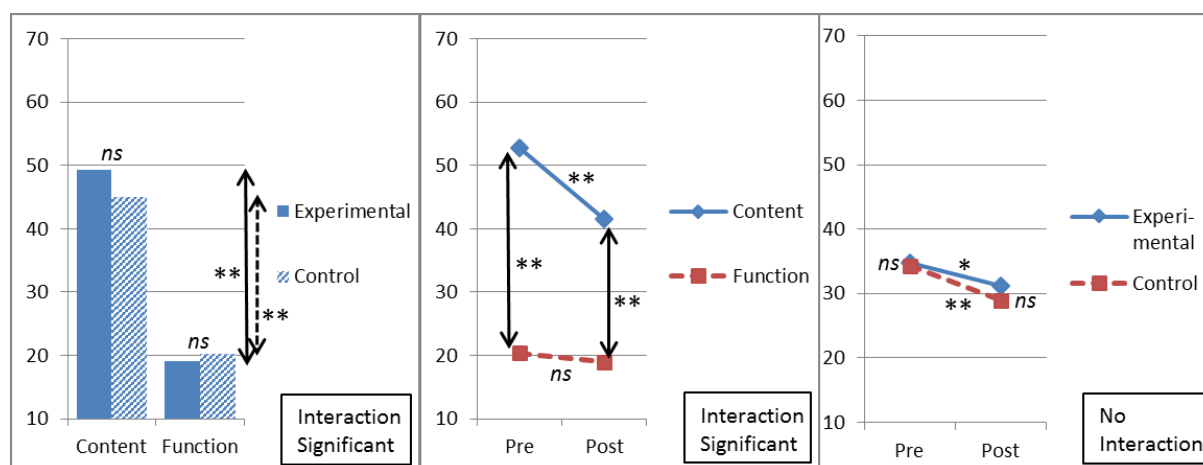 70
60
50
40
30
20
10
ns
ns
**
**
Content Function
Experimental
Control
Interaction
Significant
70
60
50
40
30
20
10
**
**
**
ns
Pre Post
Content
Function
Interaction
Significant
70
60
50
40
30
20
10
ns
*
**
ns
Pre Post
Experi-
mental
Control
No
Interaction